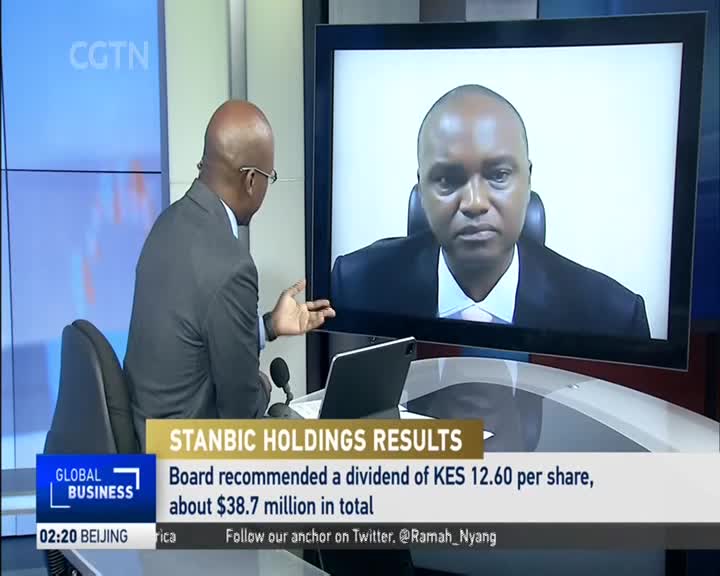 CGTN
STANBIC HOLDINGS RESULTS
Board recommended a dividend of KES 12.60 per share,
about $38.7 million in total
GLOBAL
BUSINESS
02:20 BEIJING
rica Follow our anchor on Twitter. @Ramah_Nyang